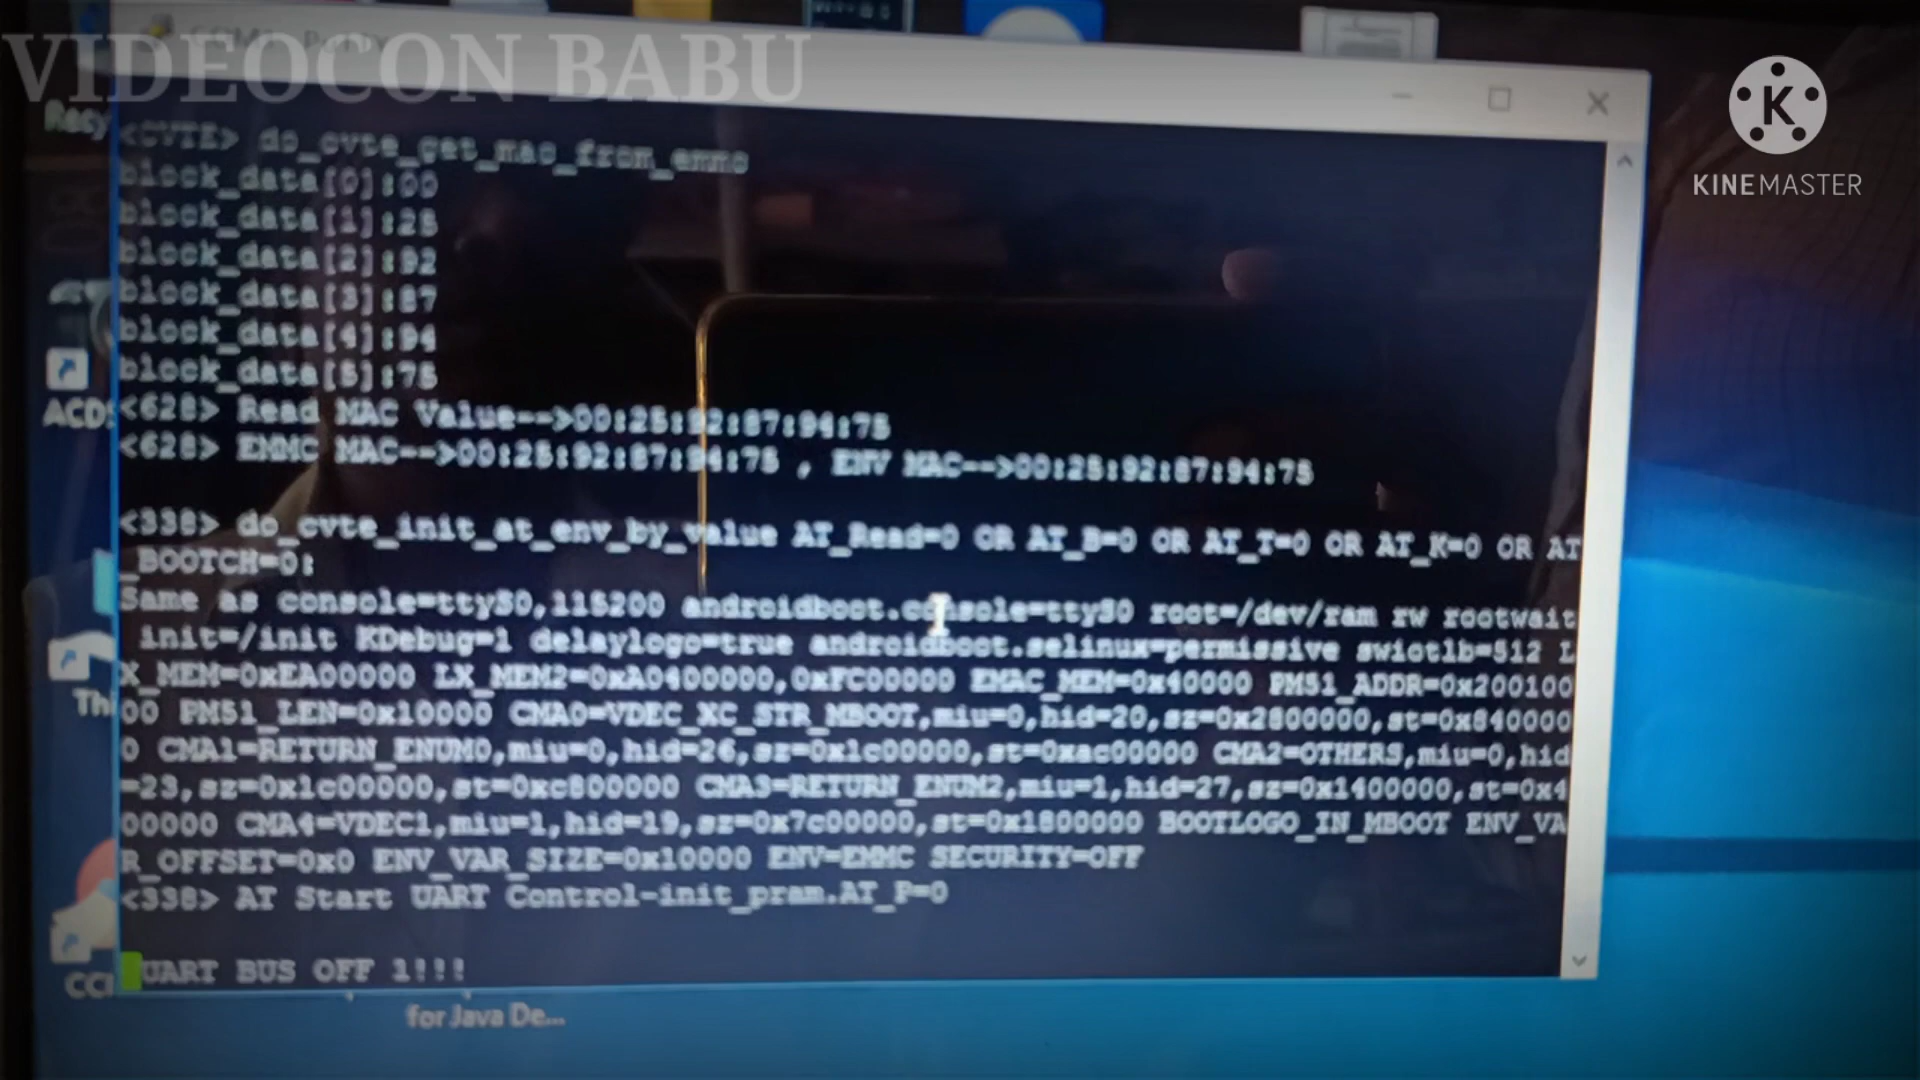 VIDEOCON BABU
KINEMASTER
Recy
<CVTE> do_cvte_get_mac_from_emmc
block_data[0]:00
block_data[1]:25
block_data[2]:92
block_data[3]:87
block_data[4]:94
block_data[5]:75
ACDS
<628> Read MAC Value-->00:25:92:87:94:75
<628> EMMC MAC-->00:25:92:87:94:75 , ENV MAC-->00:25:92:87:94:75
<338> do_cvte_init_at_env_by_value AT_Read=0 OR AT_B=0 OR AT_T=0 OR AT_K=0 OR AT
_BOOTCH=0:
Same as console=ttyS0,115200 androidboot.console=ttyS0 root=/dev/ram rw rootwait
init=/init KDebug=1 delaylogo=true androidboot.selinux=permissive swiotlb=512 L
X_MEM=0xEA00000 LX_MEM2=0xA0400000,0xFC00000 EMAC_MEM=0x40000 PM51_ADDR=0x200100
Thi
00 PM51_LEN=0x10000 CMA0=VDEC_XC_STR_MBOOT,miu=0,hid=20,sz=0x2800000,st=0x840000
0 CMA1=RETURN_ENUM0,miu=0,hid=26,sz=0x1c00000,st=0xac00000 CMA2=OTHERS,miu=0,hid
=23,sz=0x1c00000,st=0xc800000 CMA3=RETURN_ENUM2,miu=1,hid=27,sz=0x1400000,st=0x4
00000 CMA4=VDEC1,miu=1,hid=19,sz=0x7c00000,st=0x1800000 BOOTLOGO_IN_MBOOT ENV_VA
R_OFFSET=0x0 ENV_VAR_SIZE=0x10000 ENV=EMMC SECURITY=OFF
<338> AT Start UART Control-init_pram.AT_P=0
UART BUS OFF 1!!!
CCl
for Java De...